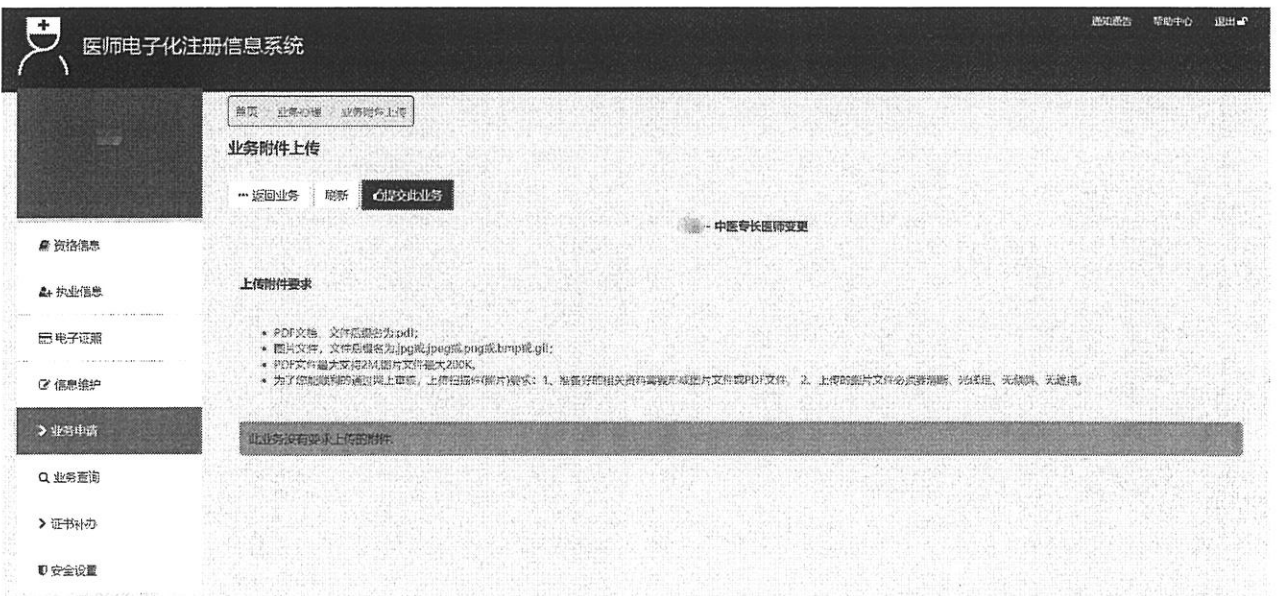 通知通告 帮助中心 退出
医师电子化注册信息系统
首页 / 业务办理 / 业务附件上传
业务附件上传
返回业务 刷新 提交此业务
- 中医专长医师变更
资格信息
上传附件要求
执业信息
PDF文档，文件后缀名为.pdf;
电子证照
图片文件，文件后缀名为.jpg或.jpeg或.png或.bmp或.gif;
PDF文件最大支持2M,图片文件最大200K,
信息维护
为了您能顺利的通过网上审核，上传扫描件(照片)要求：1、准备好的相关资料需要形成图片文件或PDF文件， 2、上传的图片文件必须要清晰、
业务申请
此业务没有要求上传的附件.
业务查询
证书补办
安全设置